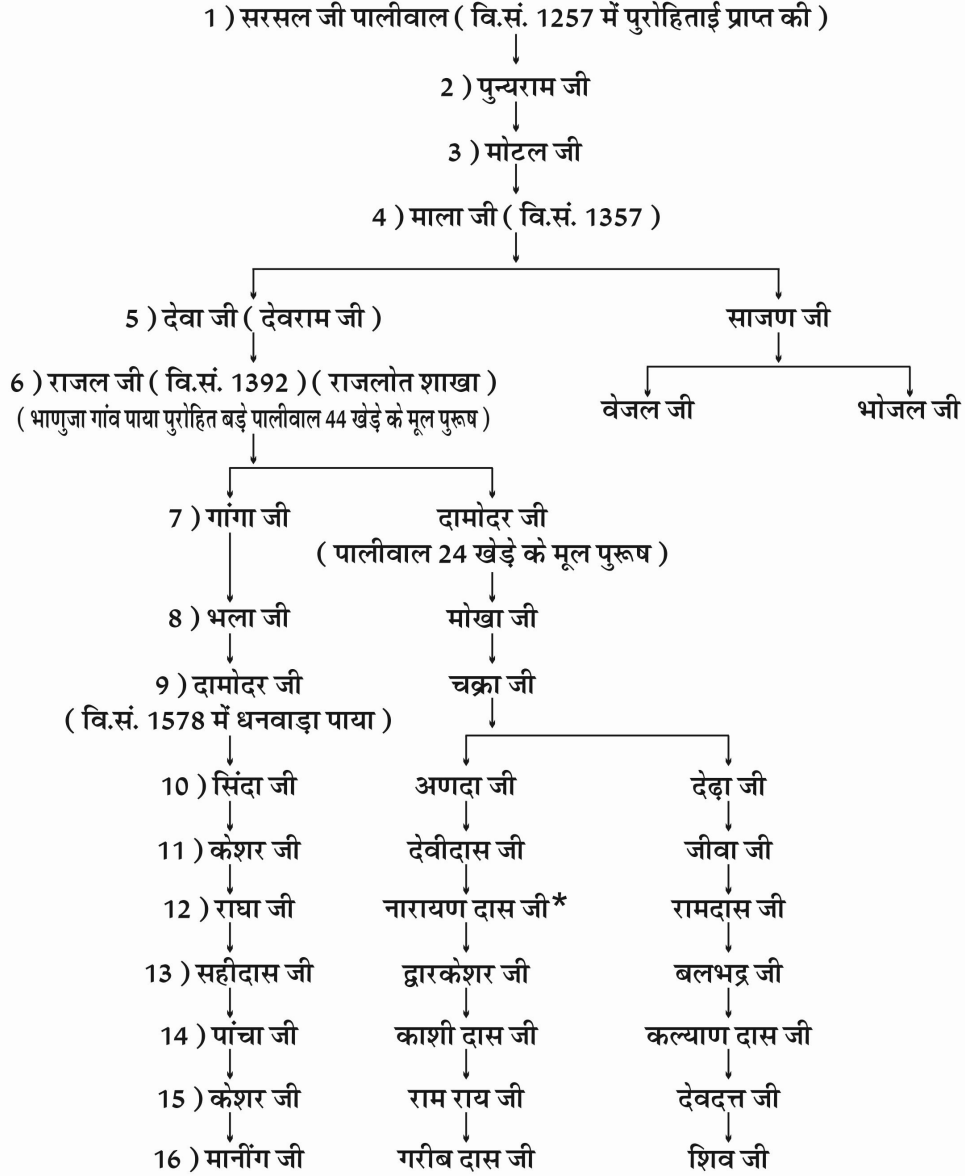 1 ) सरसल जी पालीवाल ( वि.सं. 1257 में पुरोहिताई प्राप्त की )
2 ) पुन्यराम जी
3 ) मोटल जी
4 ) माला जी ( वि.सं. 1357 )
5 ) देवा जी ( देवराम जी ) साजण जी
6 ) राजल जी ( वि.सं. 1392 ) ( राजलोत शाखा )
( भाणुजा गांव पाया पुरोहित बड़े पालीवाल 44 खेड़े के मूल पुरूष )
वेजल जी भोजल जी
7 ) गांगा जी दामोदर जी
( पालीवाल 24 खेड़े के मूल पुरूष )
8 ) भला जी मोखा जी
9 ) दामोदर जी चक्रा जी
( वि.सं. 1578 में धनवाड़ा पाया )
10 ) सिंदा जी अणदा जी देढ़ा जी
11 ) केशर जी देवीदास जी जीवा जी
12 ) राघा जी नारायण दास जी* रामदास जी
13 ) सहीदास जी द्वारकेशर जी बलभद्र जी
14 ) पांचा जी काशी दास जी कल्याण दास जी
15 ) केशर जी राम राय जी देवदत्त जी
16 ) मानींग जी गरीब दास जी शिव जी